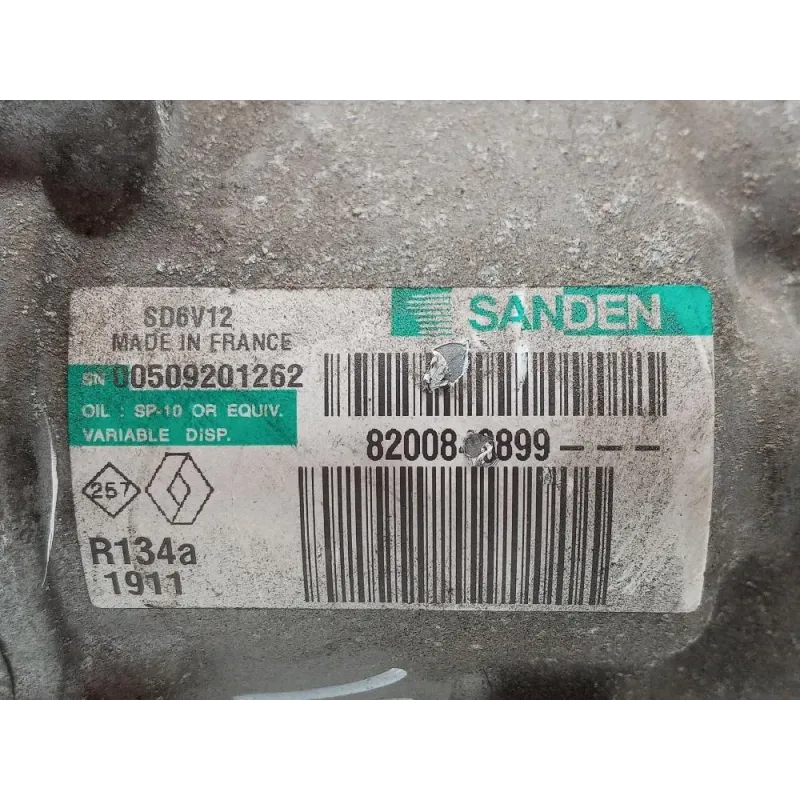 SD6V12
SANDEN
MADE IN FRANCE
SN 00509201262
OIL : SP-10 OR EQUIV.
VARIABLE DISP.
257
R134a
1911